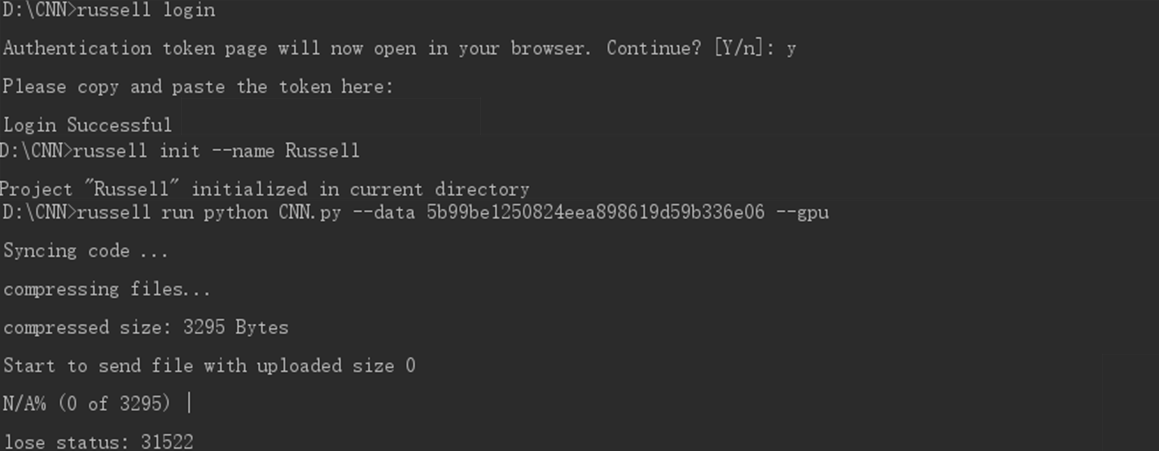 D:\CNN>russell login
Authentication token page will now open in your browser. Continue? [Y/n]: y
Please copy and paste the token here:
Login Successful
D:\CNN>russell init --name Russell
Project "Russell" initialized in current directory
D:\CNN>russell run python CNN.py --data 5b99be1250824eea898619d59b336e06 --gpu
Syncing code ...
compressing files...
compressed size: 3295 Bytes
Start to send file with uploaded size 0
N/A% (0 of 3295) |
lose status: 31522